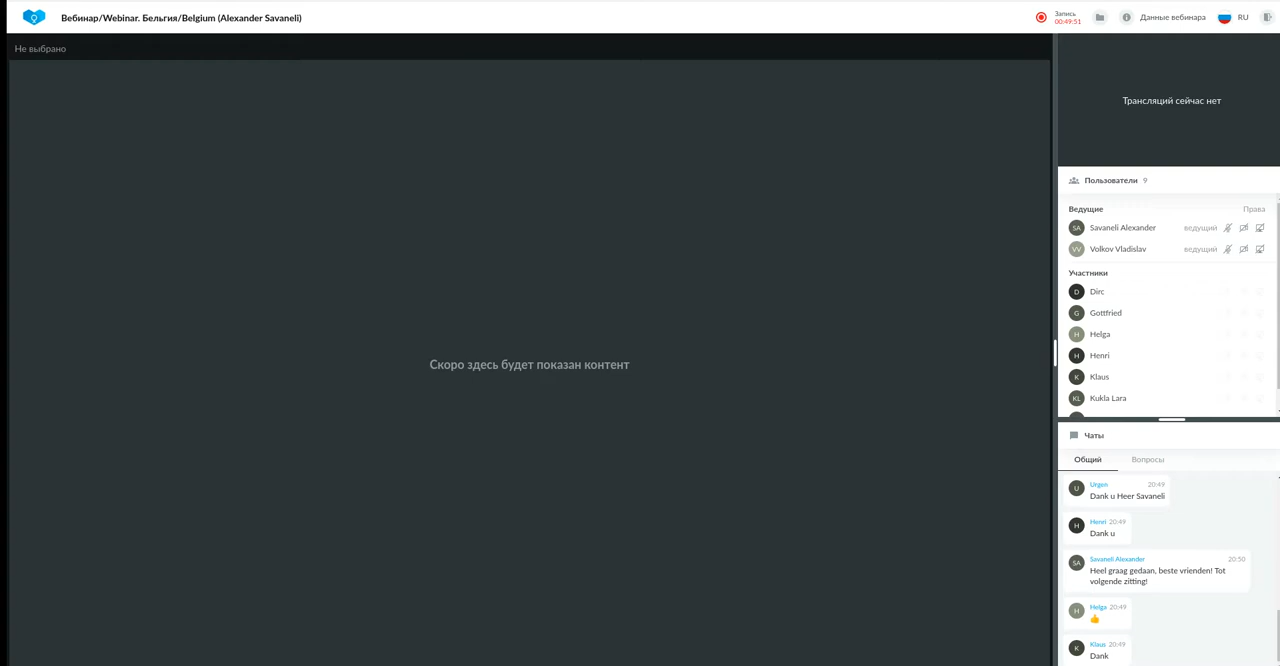 Вебинар/Webinar. Бельгия/Belgium (Alexander Savaneli)
Запись
00:49:51
Данные вебинара
RU
Не выбрано
Скоро здесь будет показан контент
Трансляций сейчас нет
Пользователи 9
Ведущие Права
SA Savaneli Alexander ведущий
VV Volkov Vladislav ведущий
Участники
D Dirc
G Gottfried
H Helga
H Henri
K Klaus
KL Kukla Lara
Чаты
Общий Вопросы
U Urgen 20:49
Dank u Heer Savaneli
H Henri 20:49
Dank u
SA Savaneli Alexander 20:50
Heel graag gedaan, beste vrienden! Tot
volgende zitting!
H Helga 20:49
👍
K Klaus 20:49
Dank